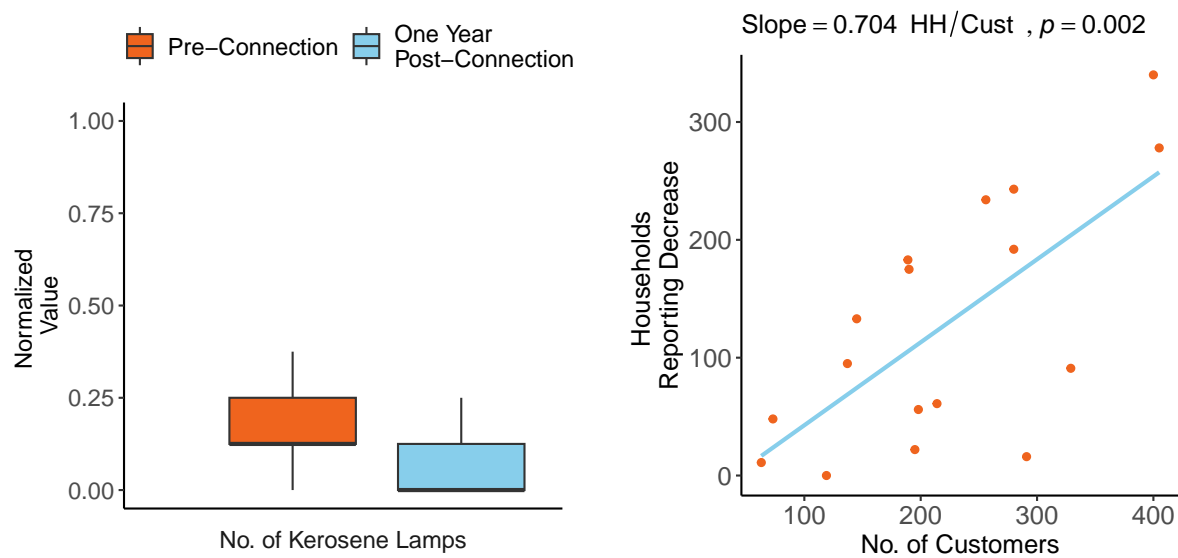 Pre−Connection
One Year
Post−Connection
1.00
0.75
0.50
0.25
0.00
Normalized
Value
No. of Kerosene Lamps
Slope = 0.704 HH/Cust , p = 0.002
300
200
100
0
Households
Reporting Decrease
100 200 300 400
No. of Customers